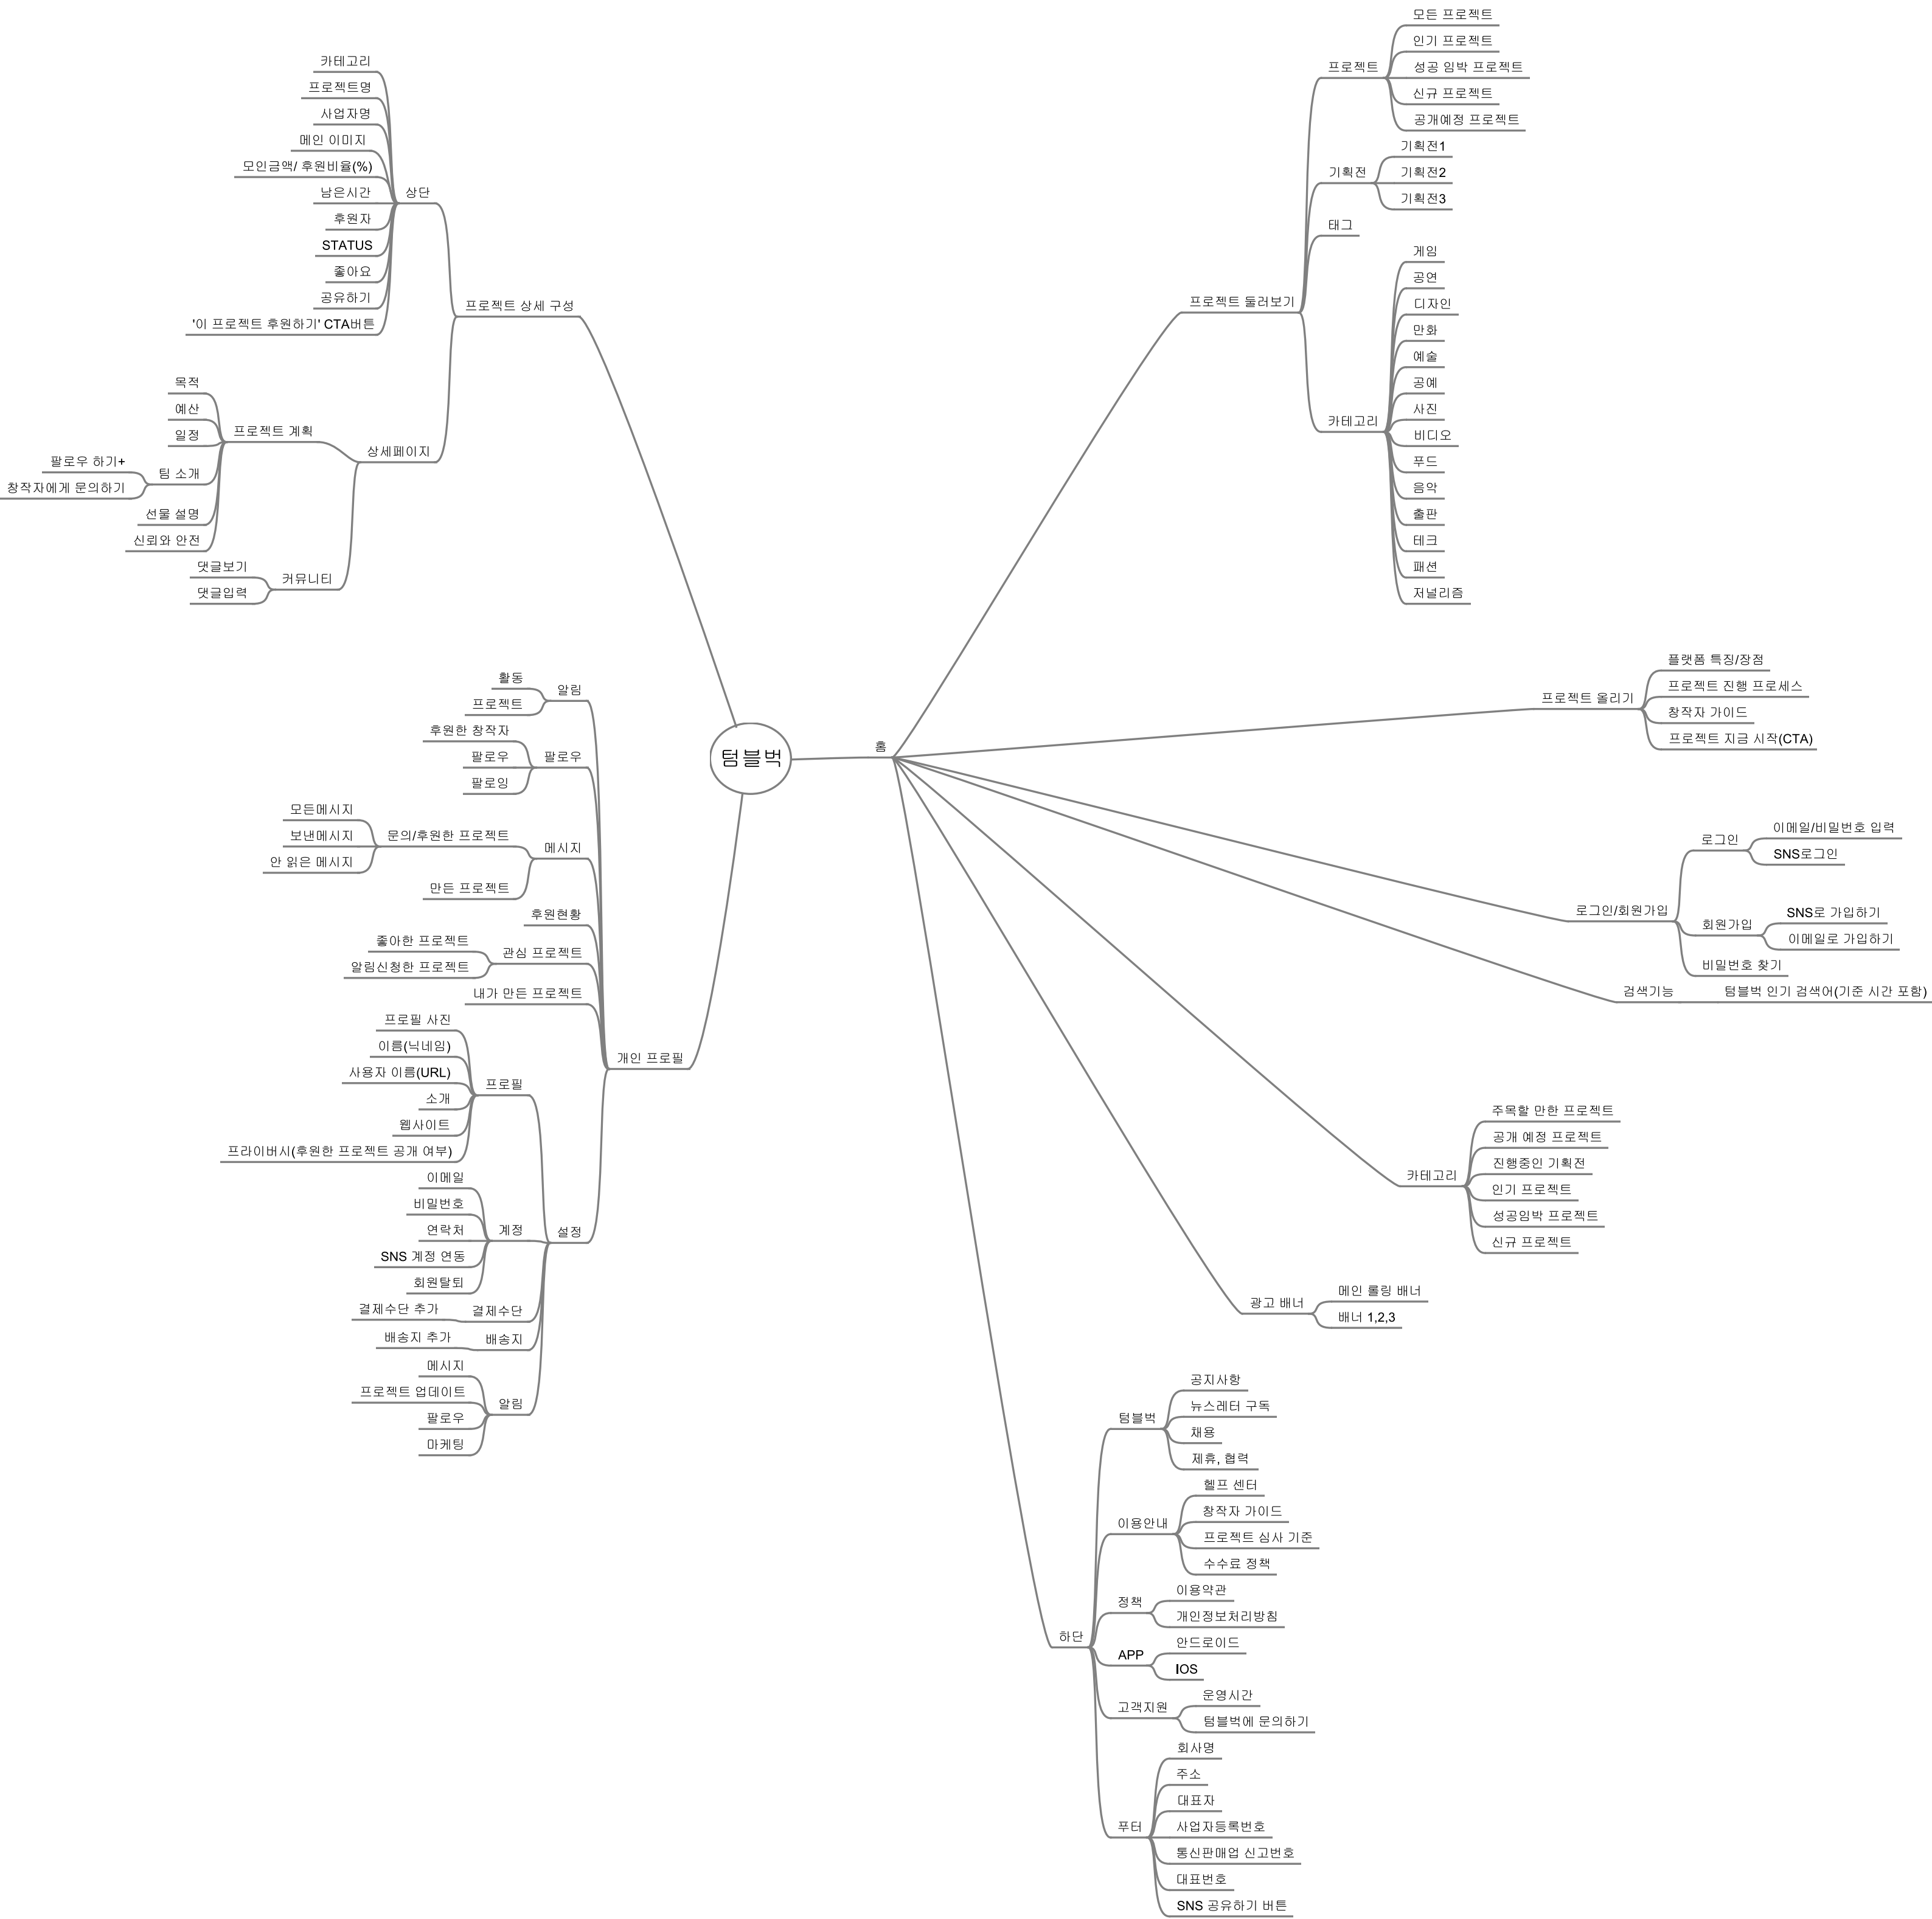 텀블벅
홈
프로젝트 둘러보기
프로젝트
모든 프로젝트
인기 프로젝트
성공 임박 프로젝트
신규 프로젝트
공개예정 프로젝트
기획전
기획전1
기획전2
기획전3
태그
카테고리
게임
공연
디자인
만화
예술
공예
사진
비디오
푸드
음악
출판
테크
패션
저널리즘
프로젝트 올리기
플랫폼 특징/장점
프로젝트 진행 프로세스
창작자 가이드
프로젝트 지금 시작(CTA)
로그인/회원가입
로그인
이메일/비밀번호 입력
SNS로그인
회원가입
SNS로 가입하기
이메일로 가입하기
비밀번호 찾기
검색기능
텀블벅 인기 검색어(기준 시간 포함)
카테고리
주목할 만한 프로젝트
공개 예정 프로젝트
진행중인 기획전
인기 프로젝트
성공임박 프로젝트
신규 프로젝트
광고 배너
메인 롤링 배너
배너 1,2,3
하단
텀블벅
공지사항
뉴스레터 구독
채용
제휴, 협력
이용안내
헬프 센터
창작자 가이드
프로젝트 심사 기준
수수료 정책
정책
이용약관
개인정보처리방침
APP
안드로이드
IOS
고객지원
운영시간
텀블벅에 문의하기
푸터
회사명
주소
대표자
사업자등록번호
통신판매업 신고번호
대표번호
SNS 공유하기 버튼
프로젝트 상세 구성
상단
카테고리
프로젝트명
사업자명
메인 이미지
모인금액/ 후원비율(%)
남은시간
후원자
STATUS
좋아요
공유하기
'이 프로젝트 후원하기' CTA버튼
상세페이지
프로젝트 계획
목적
예산
일정
팀 소개
팔로우 하기+
창작자에게 문의하기
선물 설명
신뢰와 안전
커뮤니티
댓글보기
댓글입력
개인 프로필
알림
활동
프로젝트
팔로우
후원한 창작자
팔로우
팔로잉
메시지
문의/후원한 프로젝트
모든메시지
보낸메시지
안 읽은 메시지
만든 프로젝트
후원현황
관심 프로젝트
좋아한 프로젝트
알림신청한 프로젝트
내가 만든 프로젝트
설정
프로필
프로필 사진
이름(닉네임)
사용자 이름(URL)
소개
웹사이트
프라이버시(후원한 프로젝트 공개 여부)
계정
이메일
비밀번호
연락처
SNS 계정 연동
회원탈퇴
결제수단
결제수단 추가
배송지
배송지 추가
알림
메시지
프로젝트 업데이트
팔로우
마케팅